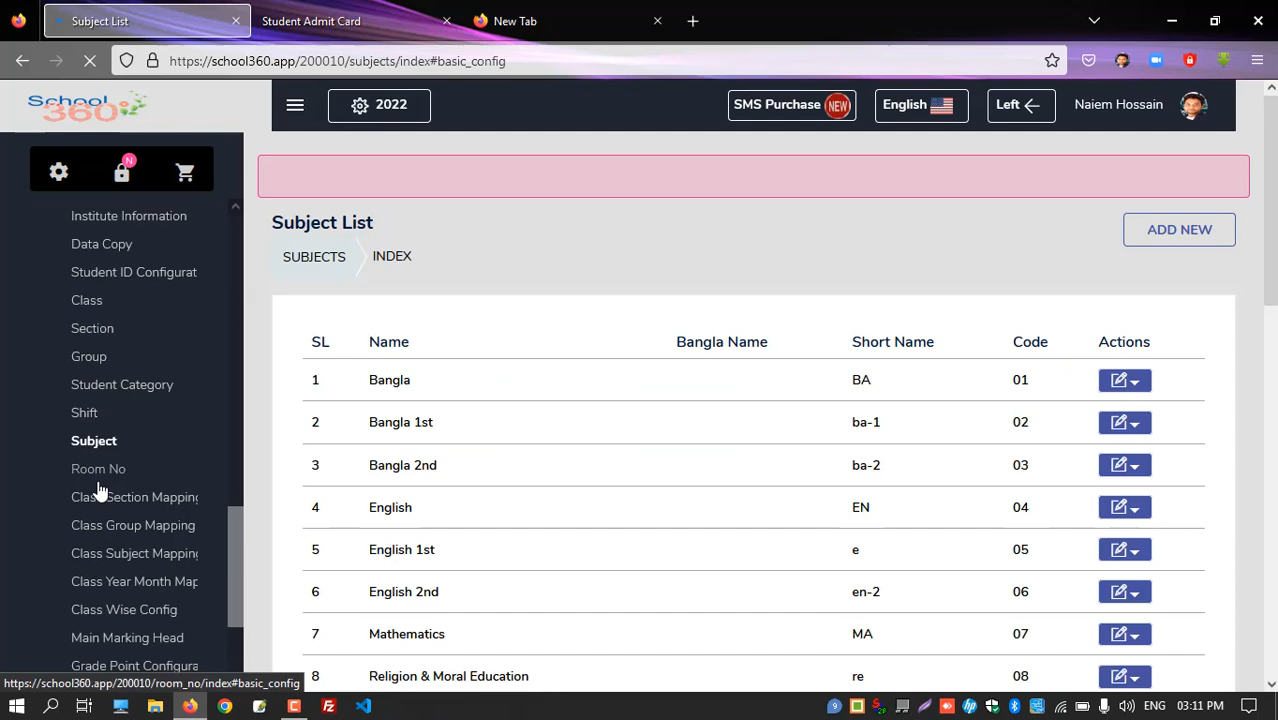 Subject List
Student Admit Card
New Tab
https://school360.app/200010/subjects/index#basic_config
School
360°
2022
SMS Purchase NEW
English
Left
Naiem Hossain
N
Institute Information
Data Copy
Student ID Configurat
Class
Section
Group
Student Category
Shift
Subject
Room No
Class Section Mapping
Class Group Mapping
Class Subject Mapping
Class Year Month Map
Class Wise Config
Main Marking Head
Grade Point Configura
Subject List
ADD NEW
SUBJECTS
INDEX
SL Name Bangla Name Short Name Code Actions
1 Bangla BA 01
2 Bangla 1st ba-1 02
3 Bangla 2nd ba-2 03
4 English EN 04
5 English 1st e 05
6 English 2nd en-2 06
7 Mathematics MA 07
8 Religion & Moral Education re 08
https://school360.app/200010/room_no/index#basic_config
ENG
03:11 PM